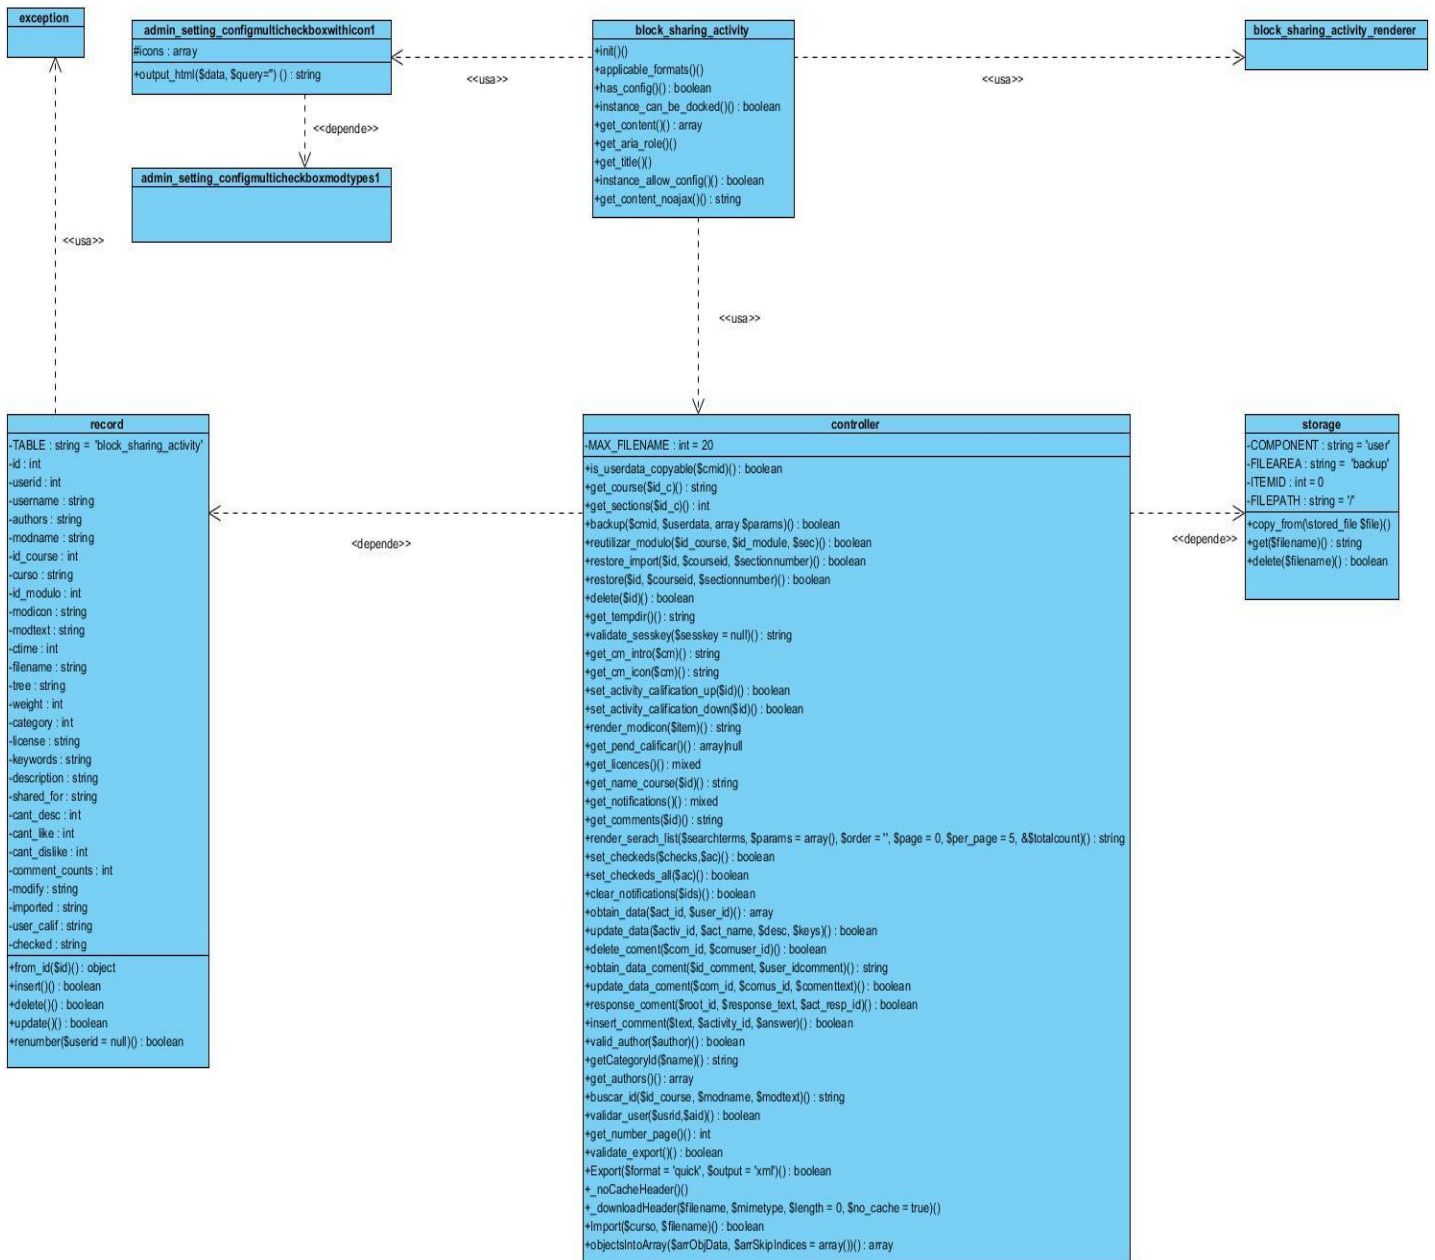 exception
admin_setting_configmulticheckboxwithicon1
#icons : array
+output_html($data, $query='') () : string
block_sharing_activity
+init()()
+applicable_formats()()
+has_config()() : boolean
+instance_can_be_docked()() : boolean
+get_content()() : array
+get_aria_role()()
+get_title()()
+instance_allow_config()() : boolean
+get_content_noajax()() : string
block_sharing_activity_renderer
<<usa>>
<<usa>>
<<depende>>
admin_setting_configmulticheckboxmodtypes1
<<usa>>
<<usa>>
record
-TABLE : string = 'block_sharing_activity'
-id : int
-userid : int
-username : string
-authors : string
-modname : string
-id_course : int
-curso : string
-id_modulo : int
-modicon : string
-modtext : string
-ctime : int
-filename : string
-tree : string
-weight : int
-category : int
-license : string
-keywords : string
-description : string
-shared_for : string
-cant_desc : int
-cant_like : int
-cant_dislike : int
-comment_counts : int
-modify : string
-imported : string
-user_calif : string
-checked : string
+from_id($id)() : object
+insert()() : boolean
+delete()() : boolean
+update()() : boolean
+renumber($userid = null)() : boolean
<depende>>
controller
-MAX_FILENAME : int = 20
+is_userdata_copyable($cmid)() : boolean
+get_course($id_c)() : string
+get_sections($id_c)() : int
+backup($cmid, $userdata, array $params)() : boolean
+reutilizar_modulo($id_course, $id_module, $sec)() : boolean
+restore_import($id, $courseid, $sectionnumber)() : boolean
+restore($id, $courseid, $sectionnumber)() : boolean
+delete($id)() : boolean
+get_tempdir()() : string
+validate_sesskey($sesskey = null)() : string
+get_cm_intro($cm)() : string
+get_cm_icon($cm)() : string
+set_activity_calification_up($id)() : boolean
+set_activity_calification_down($id)() : boolean
+render_modicon($item)() : string
+get_pend_calificar()() : array|null
+get_licences()() : mixed
+get_name_course($id)() : string
+get_notifications()() : mixed
+get_comments($id)() : string
+render_serach_list($searchterms, $params = array(), $order = '', $page = 0, $per_page = 5, &$totalcount)() : string
+set_checkeds($checks,$ac)() : boolean
+set_checkeds_all($ac)() : boolean
+clear_notifications($ids)() : boolean
+obtain_data($act_id, $user_id)() : array
+update_data($activ_id, $act_name, $desc, $keys)() : boolean
+delete_coment($com_id, $comuser_id)() : boolean
+obtain_data_coment($id_comment, $user_idcomment)() : string
+update_data_coment($com_id, $comus_id, $comenttext)() : boolean
+response_coment($root_id, $response_text, $act_resp_id)() : boolean
+insert_comment($text, $activity_id, $answer)() : boolean
+valid_author($author)() : boolean
+getCategoryId($name)() : string
+get_authors()() : array
+buscar_id($id_course, $modname, $modtext)() : string
+validar_user($usrid,$aid)() : boolean
+get_number_page()() : int
+validate_export()() : boolean
+Export($format = 'quick', $output = 'xml')() : boolean
+_noCacheHeader()()
+_downloadHeader($filename, $mimetype, $length = 0, $no_cache = true)()
+Import($curso, $filename)() : boolean
+objectsIntoArray($arrObjData, $arrSkipIndices = array())() : array
<<depende>>
storage
-COMPONENT : string = 'user'
-FILEAREA : string = 'backup'
-ITEMID : int = 0
-FILEPATH : string = '/'
+copy_from(\stored_file $file)()
+get($filename)() : string
+delete($filename)() : boolean